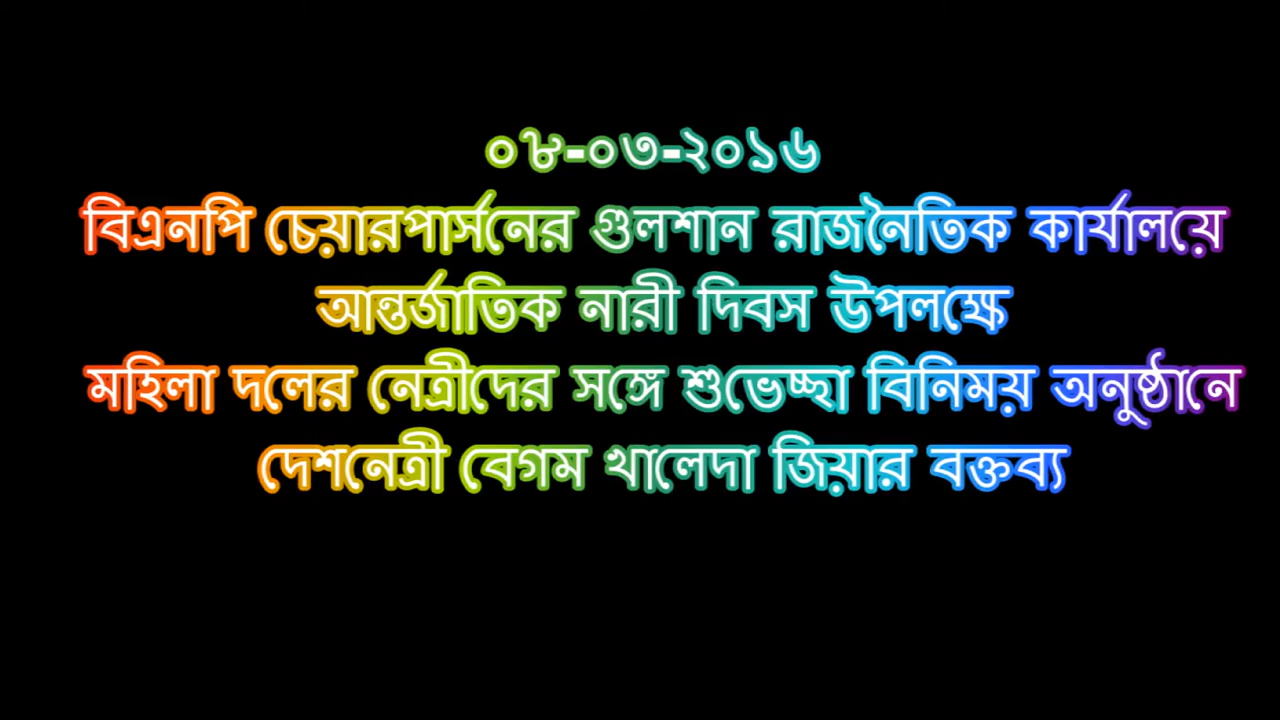 ০৮-০৩-২০১৬
বিএনপি চেয়ারপার্সনের গুলশান রাজনৈতিক কার্যালয়ে
আন্তর্জাতিক নারী দিবস উপলক্ষে
মহিলা দলের নেত্রীদের সঙ্গে শুভেচ্ছা বিনিময় অনুষ্ঠানে
দেশনেত্রী বেগম খালেদা জিয়ার বক্তব্য